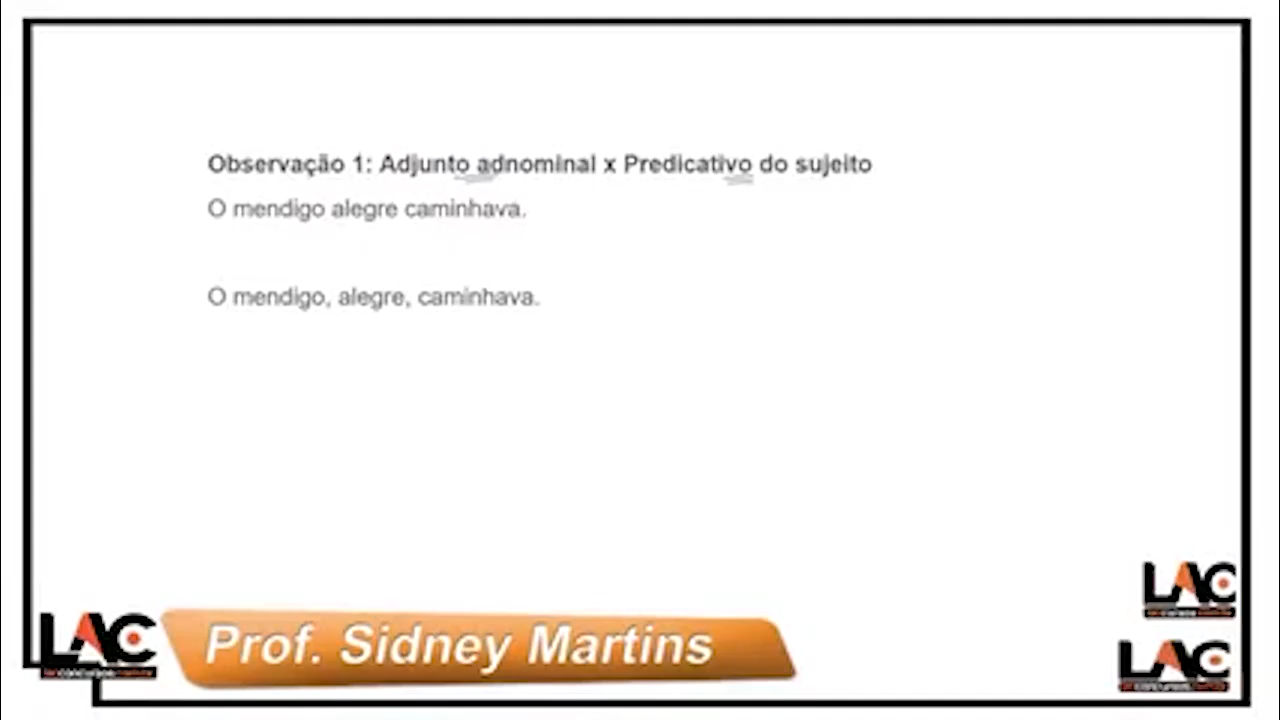 Observação 1: Adjunto adnominal x Predicativo do sujeito
O mendigo alegre caminhava.
O mendigo, alegre, caminhava.
LAC
LAC
Prof. Sidney Martins
LAC